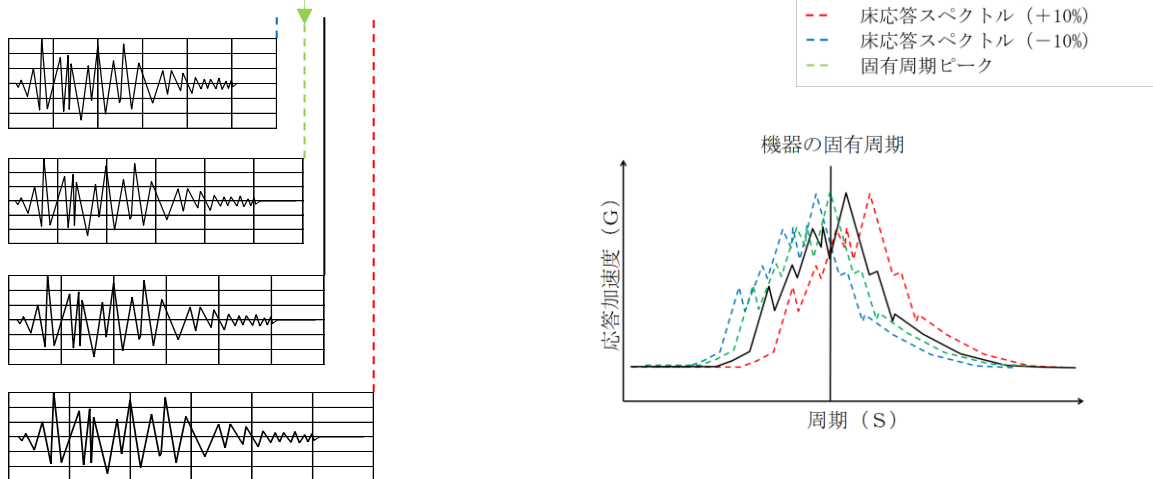 床応答スペクトル（＋10%）
床応答スペクトル（－10%）
固有周期ピーク
機器の固有周期
応答加速度（G）
周期（S）